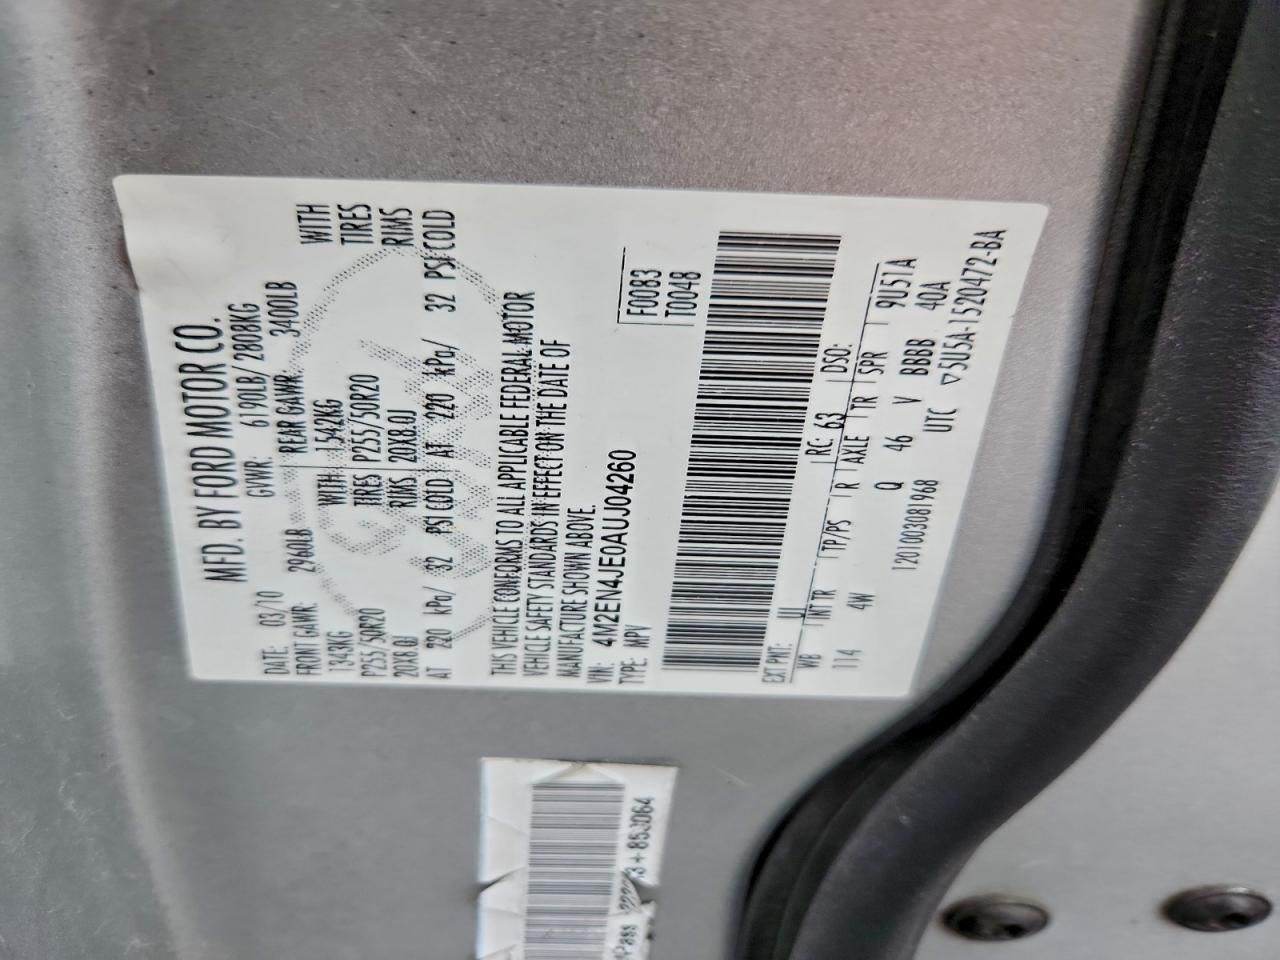 MFD. BY FORD MOTOR CO.
DATE: 03/10 GVWR: 6190LB/ 2808KG
FRONT GAWR: 2960LB REAR GAWR: 3400LB
1343KG WITH 1542KG WITH
P255/50R20 TIRES P255/50R20 TIRES
20X8.0J RIMS 20X8.0J RIMS
AT 220 kPa/ 32 PSI COLD AT 220 kPa/ 32 PSI COLD
THIS VEHICLE CONFORMS TO ALL APPLICABLE FEDERAL MOTOR
VEHICLE SAFETY STANDARDS IN EFFECT ON THE DATE OF
MANUFACTURE SHOWN ABOVE.
VIN: 4M2EN4JE0AUJ04260
TYPE: MPV
F0083
T0048
EXT PNT: UJ RC: 63 DSO:
WB INT TR TP/PS R AXLE TR SPR 9U51A
114 4W Q 46 V BBB 40A
1201003081968 UTC ▽5U5A-1520472-BA
Pass
+